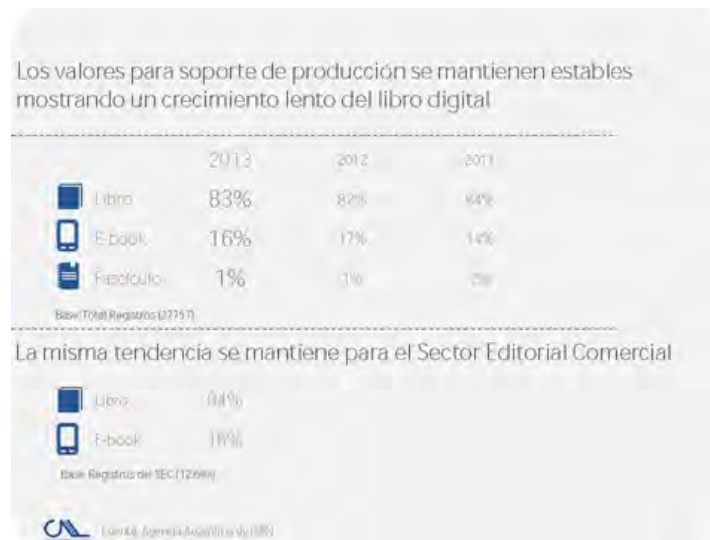 Los valores para soporte de producción se mantienen estables
mostrando un crecimiento lento del libro digital
2013 2012 2011
Libro 83% 82% 84%
E-book 16% 17% 14%
Fascículo 1% 1%
Base: Total Registros (27757)
La misma tendencia se mantiene para el Sector Editorial Comercial
Libro 84%
E-book 16%
Base: Registros del SEC
CAL Fuente: Agencia Argentina de ISBN